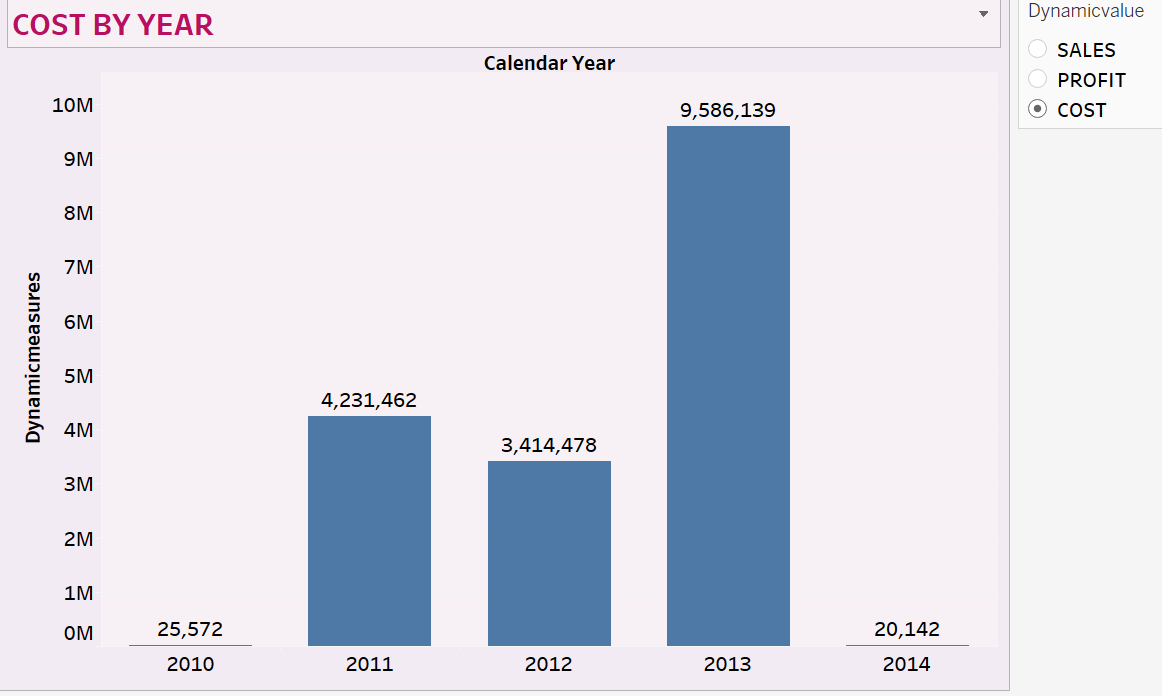 COST BY YEAR
Dynamicvalue
SALES
PROFIT
COST
Calendar Year
Dynamicmeasures
10M
9M
8M
7M
6M
5M
4M
3M
2M
1M
0M
25,572
4,231,462
3,414,478
9,586,139
20,142
2010 2011 2012 2013 2014